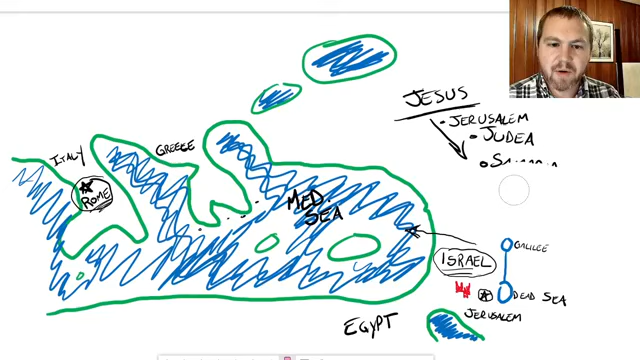 JESUS
JERUSALEM
JUDEA
ITALY
GREECE
ROME
MED.
SEA
ISRAEL
GALILEE
DEAD SEA
JERUSALEM
EGYPT